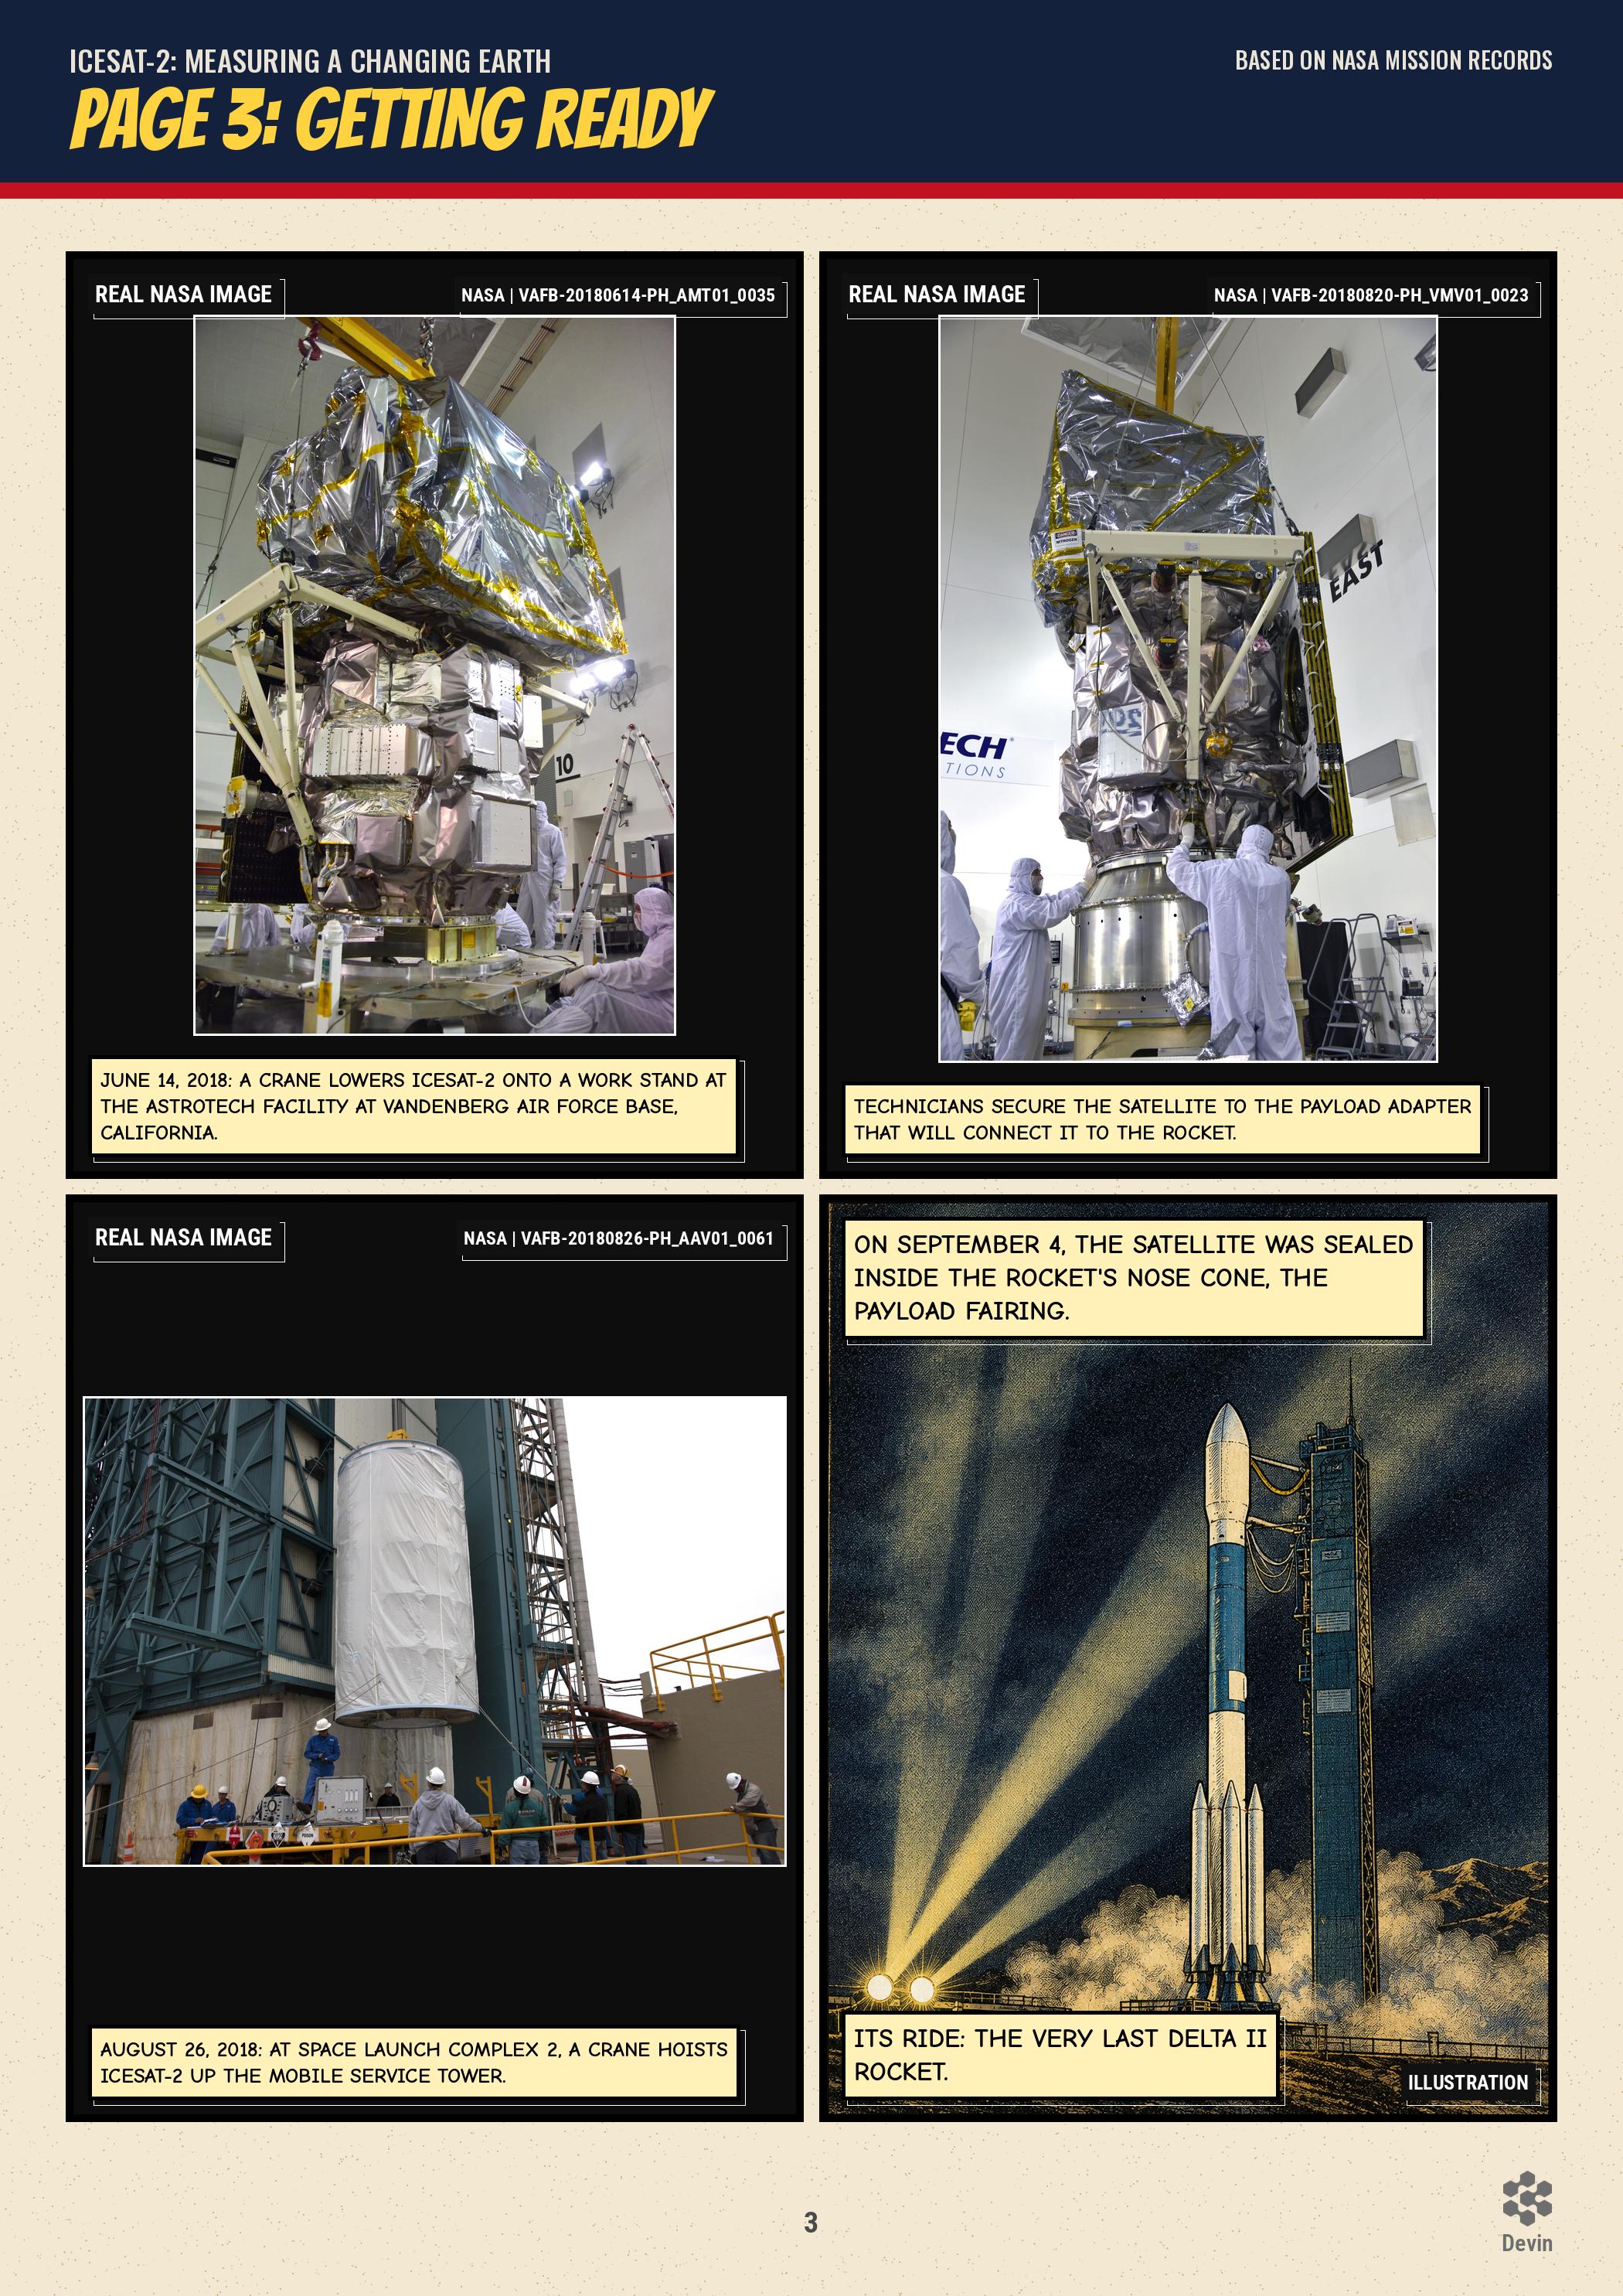 ICESAT-2: MEASURING A CHANGING EARTH
BASED ON NASA MISSION RECORDS
PAGE 3: GETTING READY
REAL NASA IMAGE
NASA | VAFB-20180614-PH_AMT01_0035
10
JUNE 14, 2018: A CRANE LOWERS ICESAT-2 ONTO A WORK STAND AT
THE ASTROTECH FACILITY AT VANDENBERG AIR FORCE BASE,
CALIFORNIA.
REAL NASA IMAGE
NASA | VAFB-20180820-PH_VMV01_0023
EAST
ECH
TIONS
TECHNICIANS SECURE THE SATELLITE TO THE PAYLOAD ADAPTER
THAT WILL CONNECT IT TO THE ROCKET.
REAL NASA IMAGE
NASA | VAFB-20180826-PH_AAV01_0061
AUGUST 26, 2018: AT SPACE LAUNCH COMPLEX 2, A CRANE HOISTS
ICESAT-2 UP THE MOBILE SERVICE TOWER.
ON SEPTEMBER 4, THE SATELLITE WAS SEALED
INSIDE THE ROCKET'S NOSE CONE, THE
PAYLOAD FAIRING.
ITS RIDE: THE VERY LAST DELTA II
ROCKET.
ILLUSTRATION
3
Devin